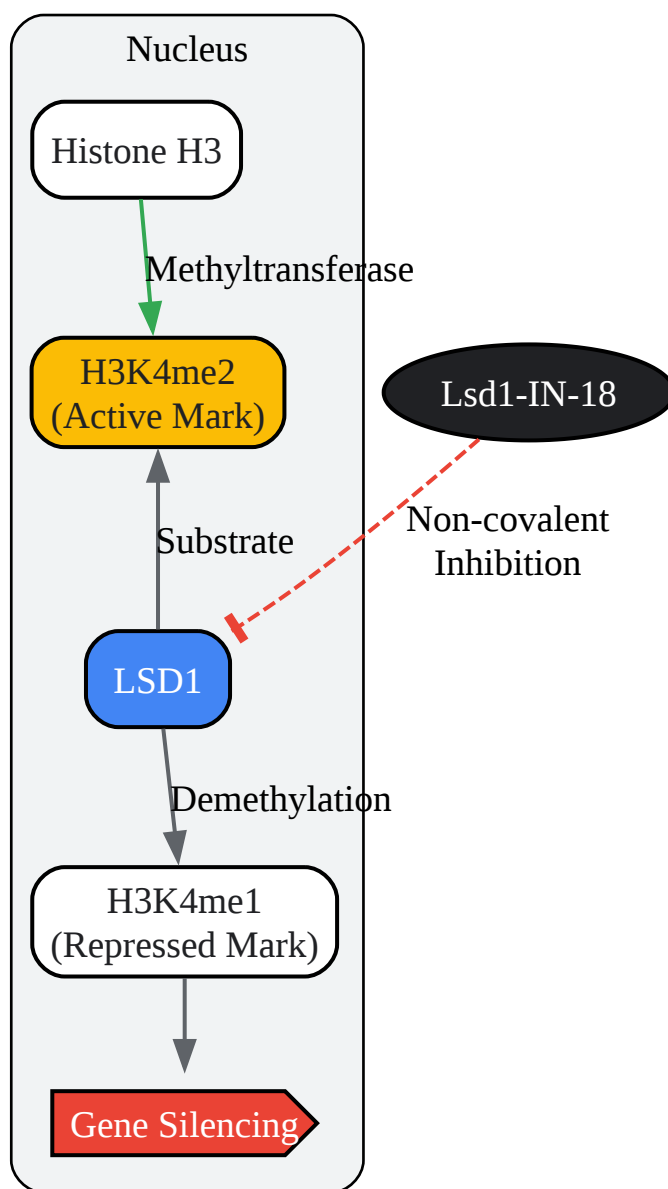 Nucleus
Histone H3
Methyltransferase
H3K4me2
(Active Mark)
Lsd1-IN-18
Non-covalent
Inhibition
Substrate
LSD1
Demethylation
H3K4me1
(Repressed Mark)
Gene Silencing